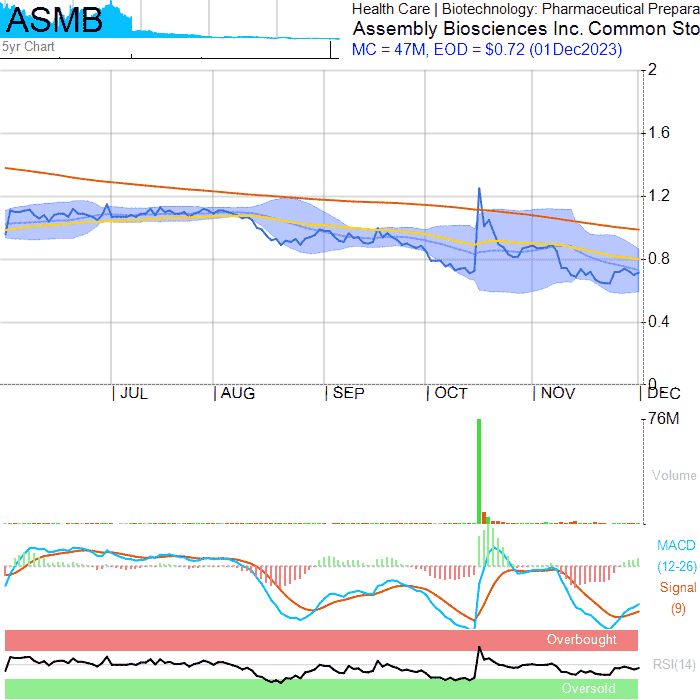 ASMB
5yr Chart
Health Care | Biotechnology: Pharmaceutical Prepara
Assembly Biosciences Inc. Common Sto
MC = 47M, EOD = $0.72 (01Dec2023)
2
1.6
1.2
0.8
0.4
0
JUL AUG SEP OCT NOV DEC
76M
Volume
MACD
(12-26)
Signal
(9)
Overbought
RSI(14)
Oversold